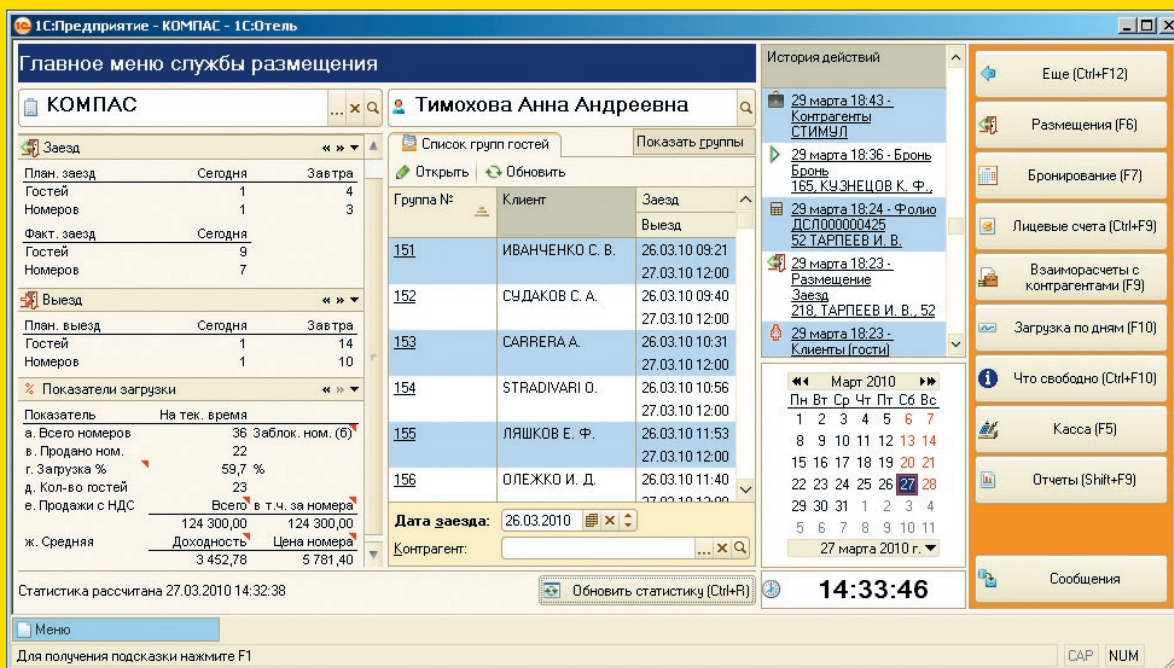 1С:Предприятие - КОМПАС - 1С:Отель
Главное меню службы размещения
КОМПАС
...
Тимохова Анна Андреевна
Заезд
План. заезд Сегодня Завтра
Гостей 1 4
Номеров 1 3
Факт. заезд Сегодня
Гостей 9
Номеров 7
Выезд
План. выезд Сегодня Завтра
Гостей 1 14
Номеров 1 10
% Показатели загрузки
Показатель На тек. время
а. Всего номеров 36 Заблок. ном. (б)
в. Продано ном. 22
г. Загрузка % 59,7 %
д. Кол-во гостей 23
е. Продажи с НДС Всего в т.ч. за номера
124 300,00 124 300,00
ж. Средняя Доходность Цена номера
3 452,78 5 781,40
Список групп гостей
Показать группы
Открыть Обновить
Группа № Клиент Заезд
Выезд
151 ИВАНЧЕНКО С. В. 26.03.10 09:21
27.03.10 12:00
152 СУДАКОВ С. А. 26.03.10 09:40
27.03.10 12:00
153 CARRERA A. 26.03.10 10:31
27.03.10 12:00
154 STRADIVARI O. 26.03.10 10:56
27.03.10 12:00
155 ЛЯШКОВ Е. Ф. 26.03.10 11:53
27.03.10 12:00
156 ОЛЕЖКО И. Д. 26.03.10 11:40
27.03.10 12:00
Дата заезда: 26.03.2010
Контрагент: ...
Статистика рассчитана 27.03.2010 14:32:38
Обновить статистику (Ctrl+R)
История действий
29 марта 18:43 -
Контрагенты
СТИМУЛ
29 марта 18:36 - Бронь
Бронь
165, КУЗНЕЦОВ К. Ф.,
29 марта 18:24 - Фолио
ДСЛ000000425
52 ТАРПЕЕВ И. В.
29 марта 18:23 -
Размещение
Заезд
218, ТАРПЕЕВ И. В., 52
29 марта 18:23 -
Клиенты (гости)
Март 2010
Пн Вт Ср Чт Пт Сб Вс
1 2 3 4 5 6 7
8 9 10 11 12 13 14
15 16 17 18 19 20 21
22 23 24 25 26 27 28
29 30 31 1 2 3 4
5 6 7 8 9 10 11
27 марта 2010 г.
14:33:46
Еще (Ctrl+F12)
Размещения (F6)
Бронирование (F7)
Лицевые счета (Ctrl+F9)
Взаиморасчеты с
контрагентами (F9)
Загрузка по дням (F10)
Что свободно (Ctrl+F10)
Касса (F5)
Отчеты (Shift+F9)
Сообщения
Меню
Для получения подсказки нажмите F1
CAP NUM